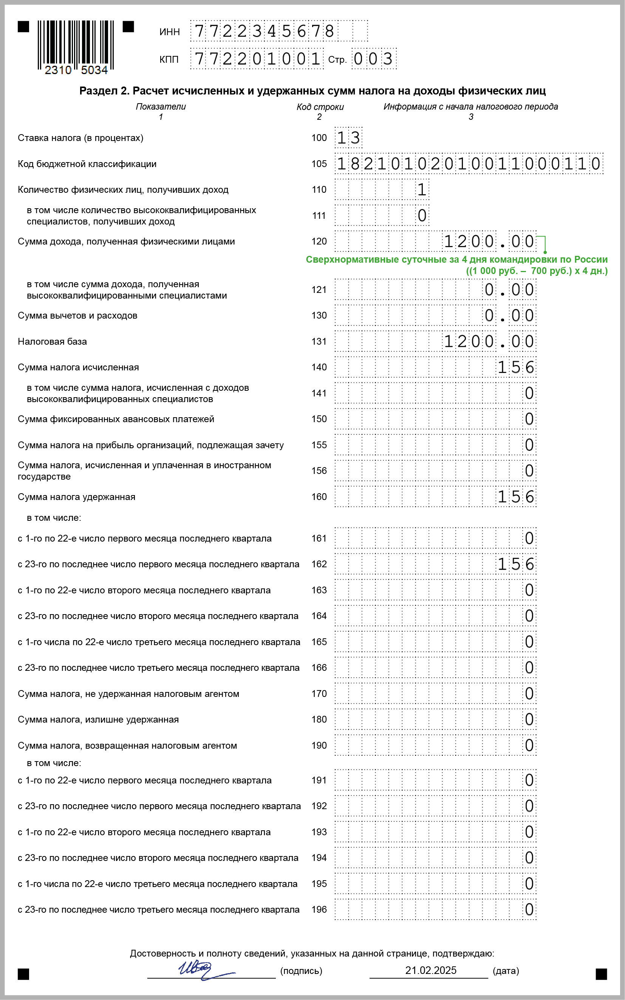 ИНН 7722345678
КПП 772201001 Стр. 003
2310 5034
Раздел 2. Расчет исчисленных и удержанных сумм налога на доходы физических лиц
Показатели Код строки Информация с начала налогового периода
1 2 3
Ставка налога (в процентах) 100 13
Код бюджетной классификации 105 18210102010011000110
Количество физических лиц, получивших доход 110 1
в том числе количество высококвалифицированных
специалистов, получивших доход 111 0
Сумма дохода, полученная физическими лицами 120 1200.00
Сверхнормативные суточные за 4 дня командировки по России
((1 000 руб. – 700 руб.) х 4 дн.)
в том числе сумма дохода, полученная
высококвалифицированными специалистами 121 0.00
Сумма вычетов и расходов 130 0.00
Налоговая база 131 1200.00
Сумма налога исчисленная 140 156
в том числе сумма налога, исчисленная с доходов
высококвалифицированных специалистов 141 0
Сумма фиксированных авансовых платежей 150 0
Сумма налога на прибыль организаций, подлежащая зачету 155 0
Сумма налога, исчисленная и уплаченная в иностранном
государстве 156 0
Сумма налога удержанная 160 156
в том числе:
с 1-го по 22-е число первого месяца последнего квартала 161 0
с 23-го по последнее число первого месяца последнего квартала 162 156
с 1-го по 22-е число второго месяца последнего квартала 163 0
с 23-го по последнее число второго месяца последнего квартала 164 0
с 1-го числа по 22-е число третьего месяца последнего квартала 165 0
с 23-го по последнее число третьего месяца последнего квартала 166 0
Сумма налога, не удержанная налоговым агентом 170 0
Сумма налога, излишне удержанная 180 0
Сумма налога, возвращенная налоговым агентом 190 0
в том числе:
с 1-го по 22-е число первого месяца последнего квартала 191 0
с 23-го по последнее число первого месяца последнего квартала 192 0
с 1-го по 22-е число второго месяца последнего квартала 193 0
с 23-го по последнее число второго месяца последнего квартала 194 0
с 1-го числа по 22-е число третьего месяца последнего квартала 195 0
с 23-го по последнее число третьего месяца последнего квартала 196 0
Достоверность и полноту сведений, указанных на данной странице, подтверждаю:
(подпись) 21.02.2025 (дата)